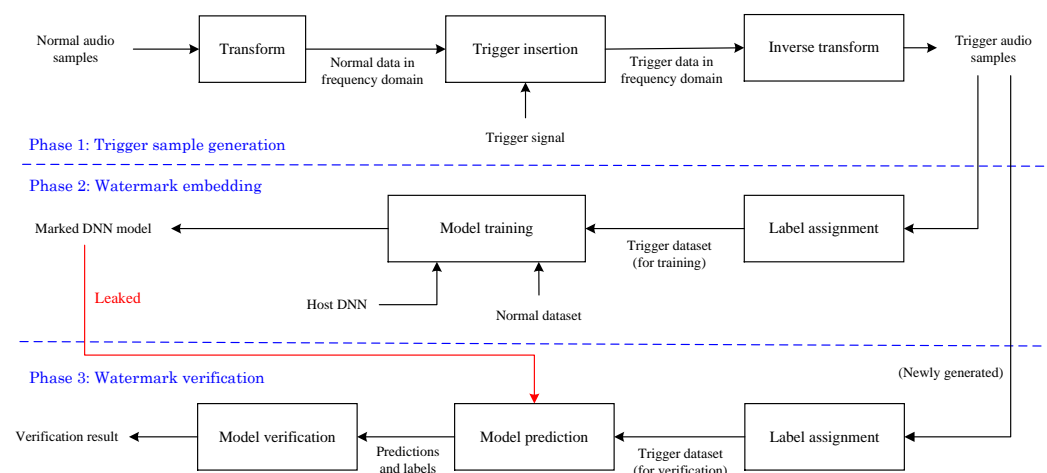 Normal audio
samples
Transform
Normal data in
frequency domain
Trigger insertion
Trigger data in
frequency domain
Inverse transform
Trigger audio
samples
Trigger signal
Phase 1: Trigger sample generation
Phase 2: Watermark embedding
Marked DNN model
Model training
Trigger dataset
(for training)
Label assignment
Leaked
Host DNN
Normal dataset
Phase 3: Watermark verification
(Newly generated)
Verification result
Model verification
Predictions
and labels
Model prediction
Trigger dataset
(for verification)
Label assignment